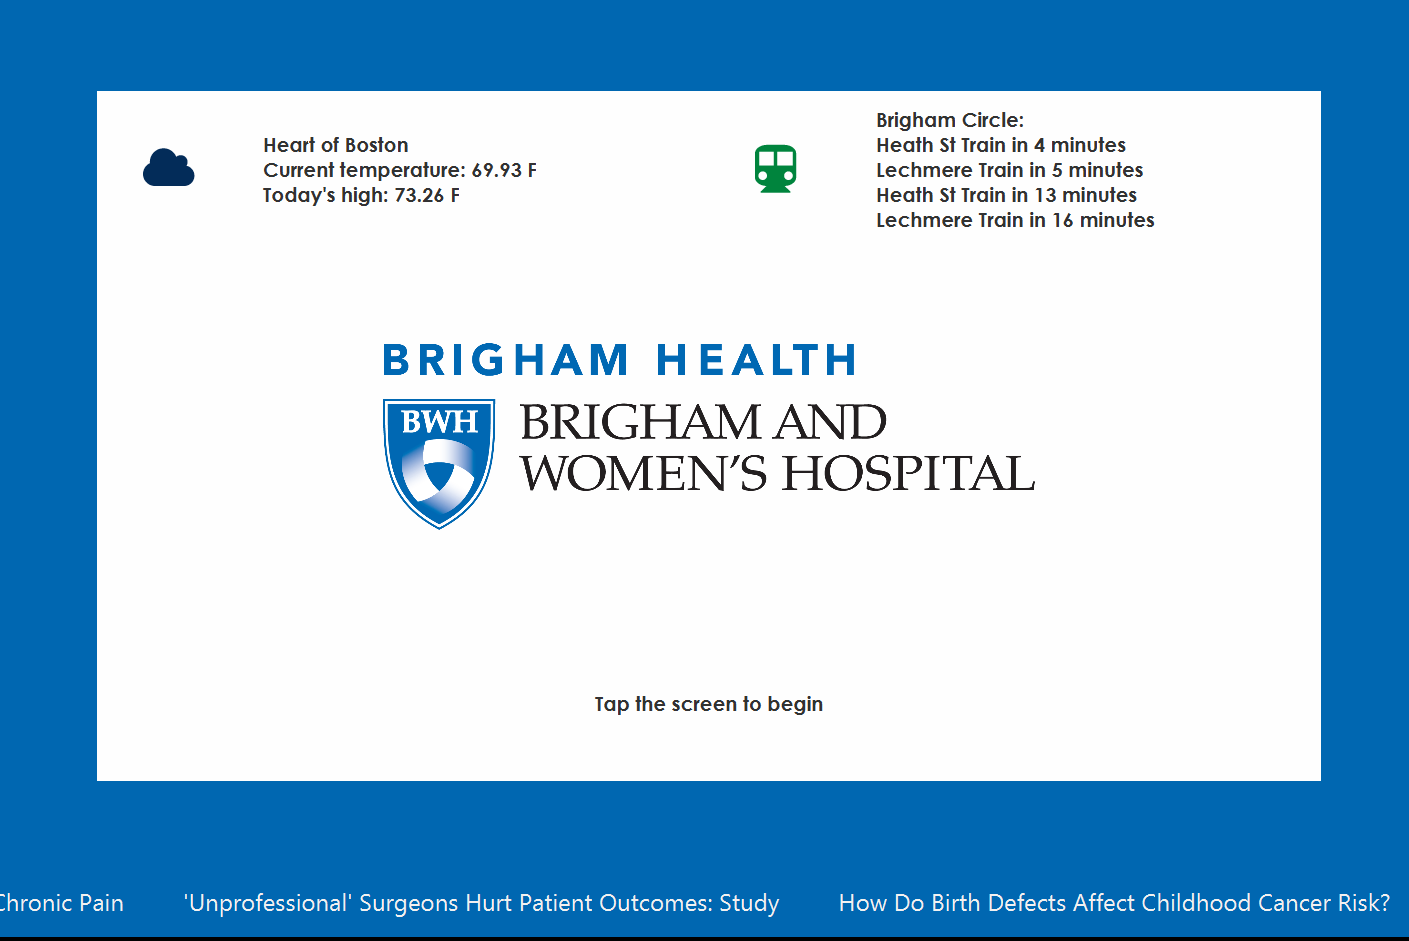 Heart of Boston
Current temperature: 69.93 F
Today's high: 73.26 F
Brigham Circle:
Heath St Train in 4 minutes
Lechmere Train in 5 minutes
Heath St Train in 13 minutes
Lechmere Train in 16 minutes
BRIGHAM HEALTH
BWH
BRIGHAM AND
WOMEN'S HOSPITAL
Tap the screen to begin
Chronic Pain 'Unprofessional' Surgeons Hurt Patient Outcomes: Study How Do Birth Defects Affect Childhood Cancer Risk?